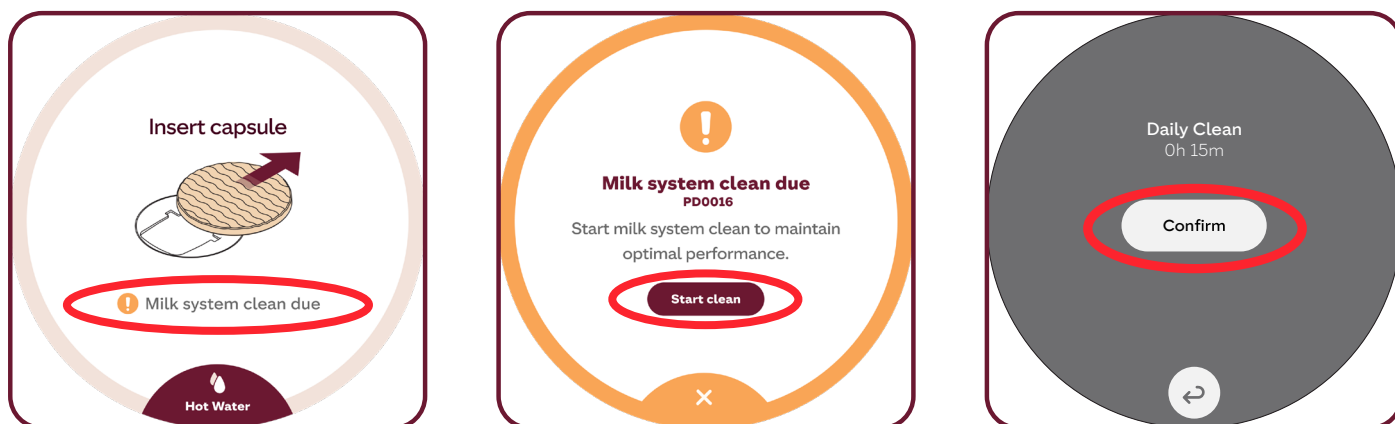 Insert capsule
Milk system clean due
Hot Water
Milk system clean due
PD0016
Start milk system clean to maintain
optimal performance.
Start clean
Daily Clean
0h 15m
Confirm